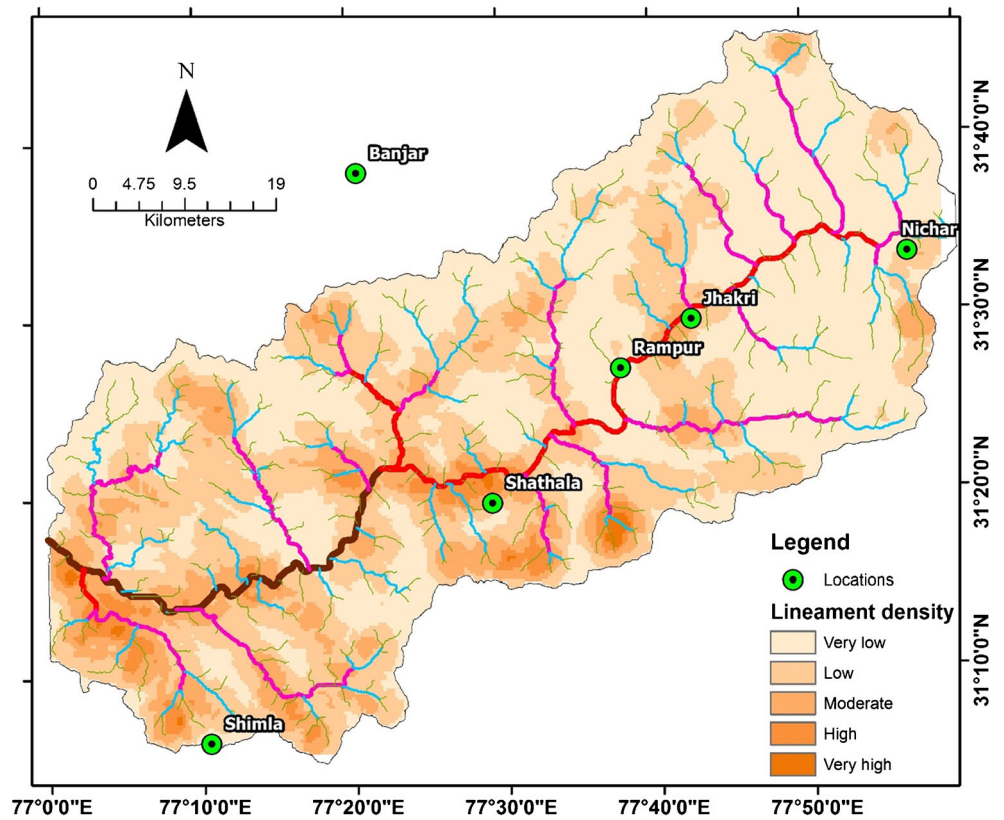 N
0 4.75 9.5 19
Kilometers
Banjar
Nichar
Jhakri
Rampur
Shathala
Shimla
31°40'0"N
31°30'0"N
31°20'0"N
31°10'0"N
Legend
Locations
Lineament density
Very low
Low
Moderate
High
Very high
77°0'0"E 77°10'0"E 77°20'0"E 77°30'0"E 77°40'0"E 77°50'0"E